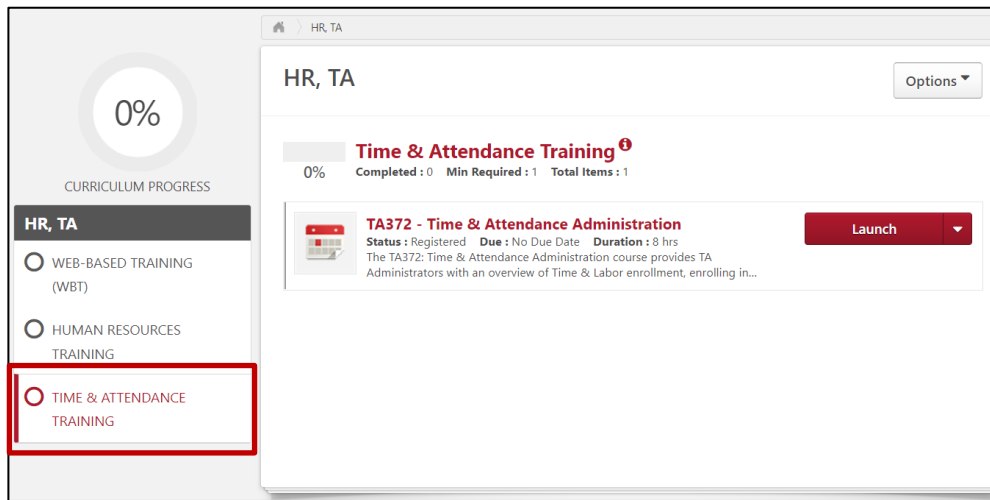 HR, TA
0%
CURRICULUM PROGRESS
HR, TA
WEB-BASED TRAINING
(WBT)
HUMAN RESOURCES
TRAINING
TIME & ATTENDANCE
TRAINING
HR, TA
Options
Time & Attendance Training
0%
Completed : 0 Min Required : 1 Total Items : 1
TA372 - Time & Attendance Administration
Status : Registered Due : No Due Date Duration : 8 hrs
The TA372: Time & Attendance Administration course provides TA
Administrators with an overview of Time & Labor enrollment, enrolling in...
Launch